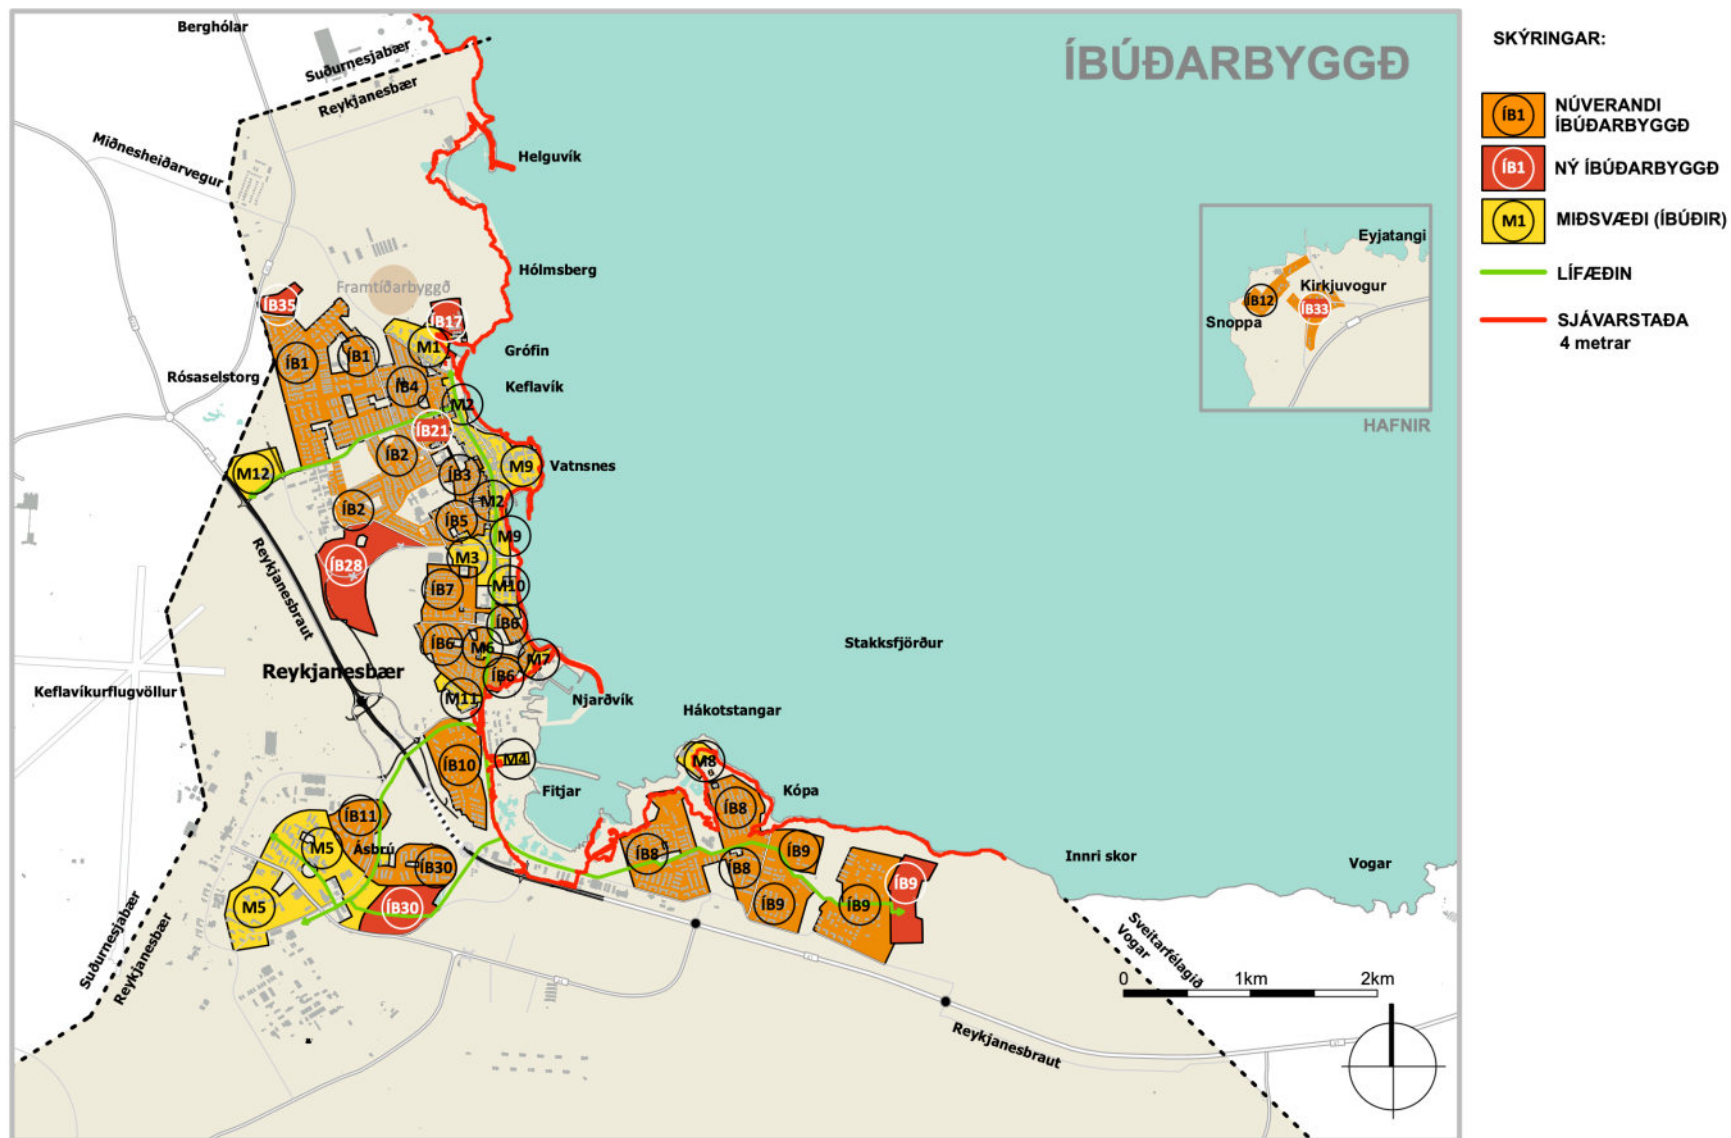 ÍBÚÐARBYGGÐ
Berghólar
Suðurnesjabær
Reykjanesbær
Miðnesheiðarvegur
Helguvík
Hólmsberg
Framtíðarbyggð
ÍB35
ÍB17
M1
ÍB1
ÍB1
Grófin
Rósaselstorg
ÍB4
Keflavík
M2
ÍB21
ÍB2
M12
ÍB3
M9
Vatnsnes
M2
ÍB2
ÍB5
M9
M3
ÍB28
Reykjanesbraut
ÍB7
M10
ÍB6
ÍB6
M6
Stakksfjörður
M7
Reykjanesbær
ÍB6
Keflavíkurflugvöllur
M11
Njarðvík
Hákotstangar
ÍB10
M4
M8
Fitjar
Kópa
ÍB8
ÍB11
M5
Ásbrú
ÍB8
ÍB9
Innri skor
Vogar
ÍB30
ÍB8
ÍB9
M5
ÍB30
ÍB9
ÍB9
Suðurnesjabær
Reykjanesbær
Sveitarfélagið
Vogar
0 1km 2km
Reykjanesbraut
Eyjatangi
Kirkjuvogur
ÍB12
ÍB33
Snoppa
HAFNIR
SKÝRINGAR:
ÍB1 NÚVERANDI
ÍBÚÐARBYGGÐ
ÍB1 NÝ ÍBÚÐARBYGGÐ
M1 MIÐSVÆÐI (ÍBÚÐIR)
LÍFÆÐIN
SJÁVARSTAÐA
4 metrar